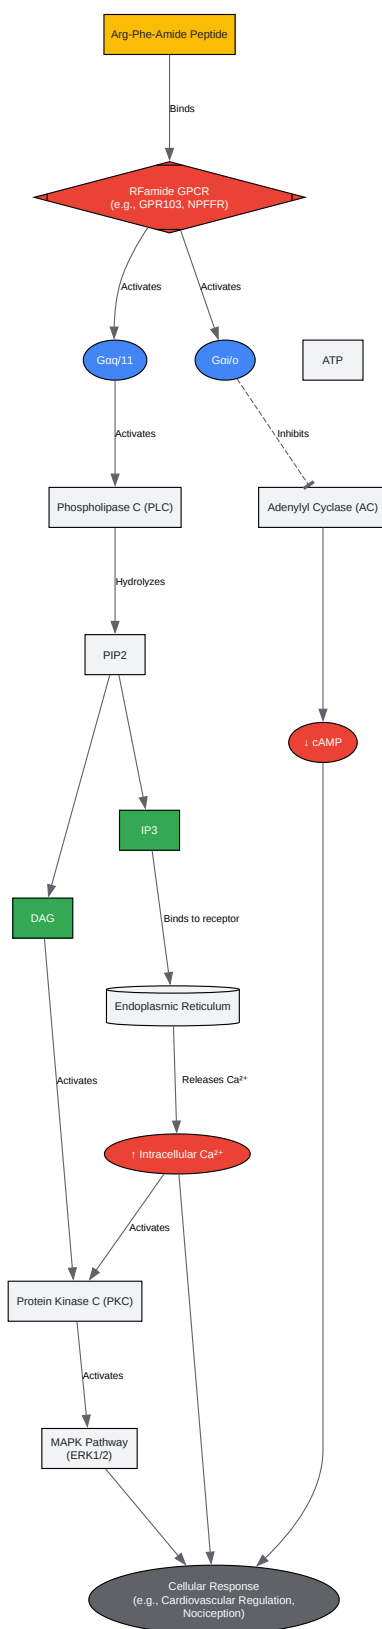 Arg-Phe-Amide Peptide
Binds
RFamide GPCR
(e.g., GPR103, NPFFR)
Activates
Activates
Gαq/11
Gαi/o
ATP
Activates
Inhibits
Phospholipase C (PLC)
Adenylyl Cyclase (AC)
Hydrolyzes
PIP2
↓ cAMP
IP3
DAG
Binds to receptor
Endoplasmic Reticulum
Activates
Releases Ca²⁺
↑ Intracellular Ca²⁺
Activates
Protein Kinase C (PKC)
Activates
MAPK Pathway
(ERK1/2)
Cellular Response
(e.g., Cardiovascular Regulation,
Nociception)